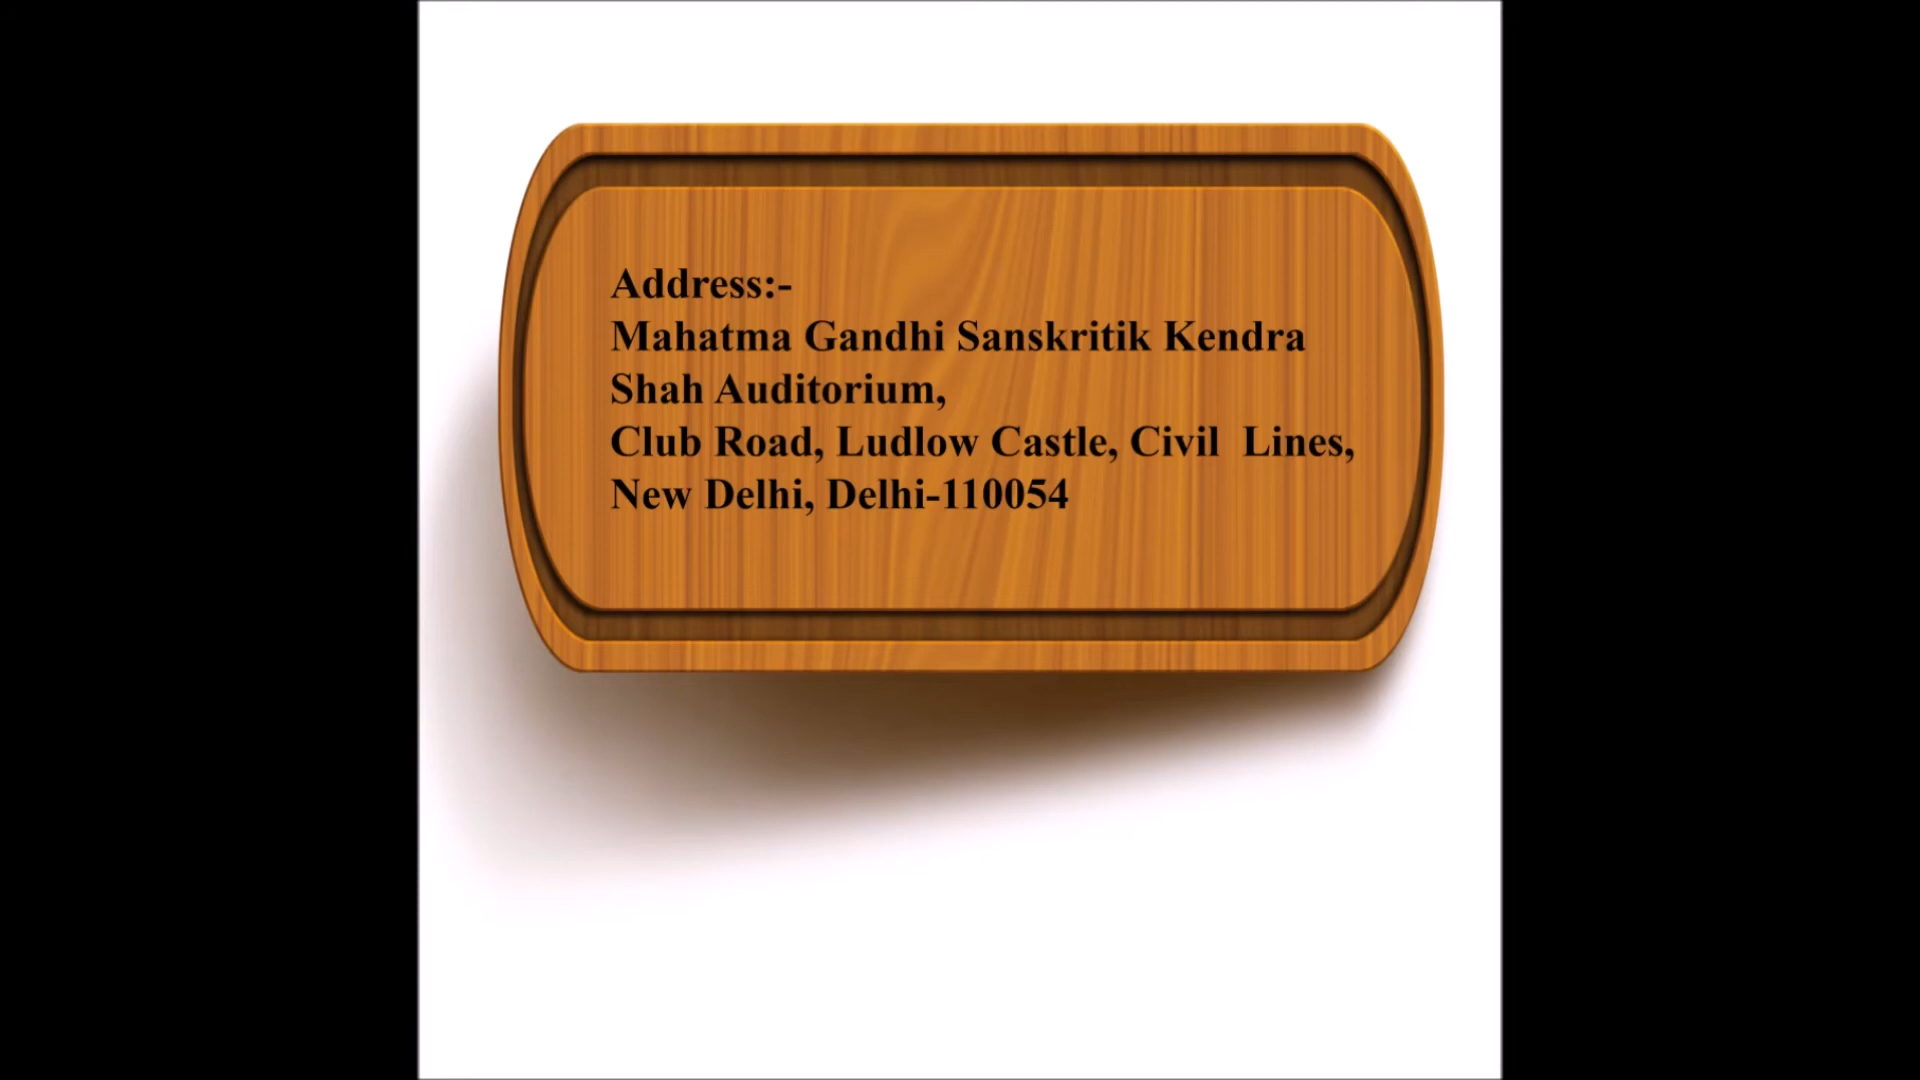 Address:-
Mahatma Gandhi Sanskritik Kendra
Shah Auditorium,
Club Road, Ludlow Castle, Civil  Lines,
New Delhi, Delhi-110054